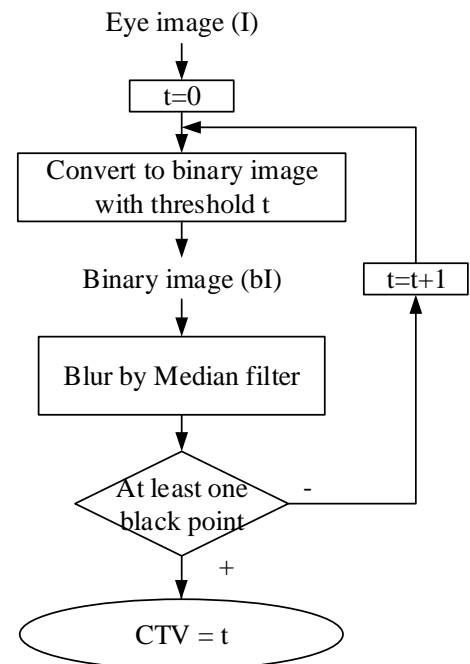 Eye image (I)
t=0
Convert to binary image
with threshold t
Binary image (bI)
t=t+1
Blur by Median filter
At least one
black point
-
+
CTV = t